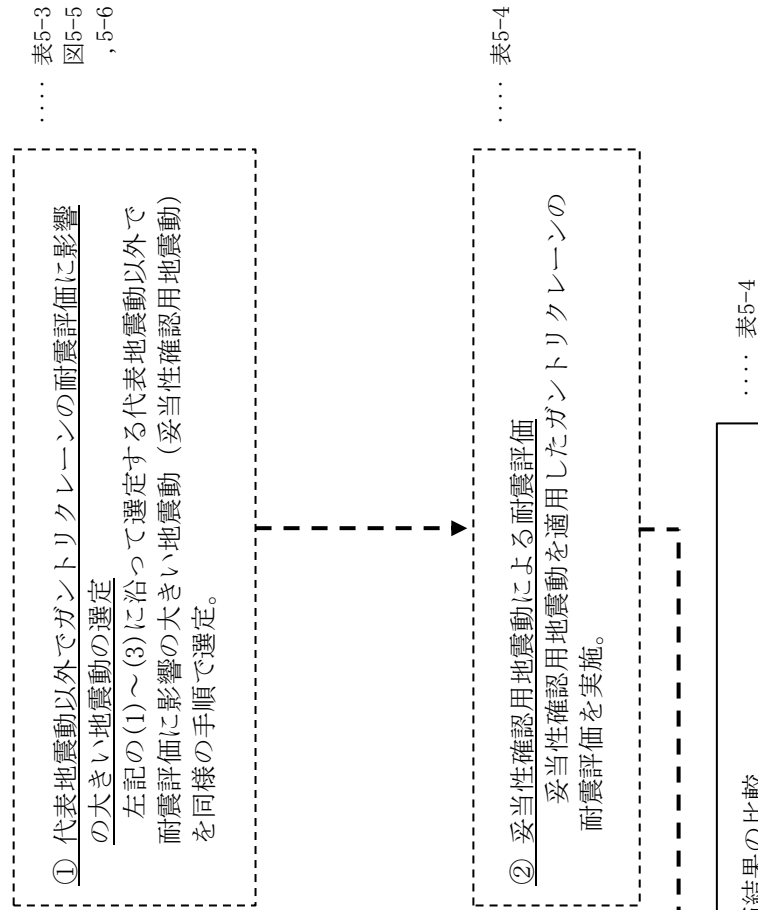 ① 代表地震動以外でガントリクレーンの耐震評価に影響
の大きい地震動の選定
左記の(1)～(3)に沿って選定する代表地震動以外で
耐震評価に影響の大きい地震動（妥当性確認用地震動）
を同様の手順で選定。
..... 表5-3
図5-5
, 5-6
② 妥当性確認用地震動による耐震評価
妥当性確認用地震動を適用したガントリクレーンの
耐震評価を実施。
..... 表5-4
結果の比較
.... 表5-4